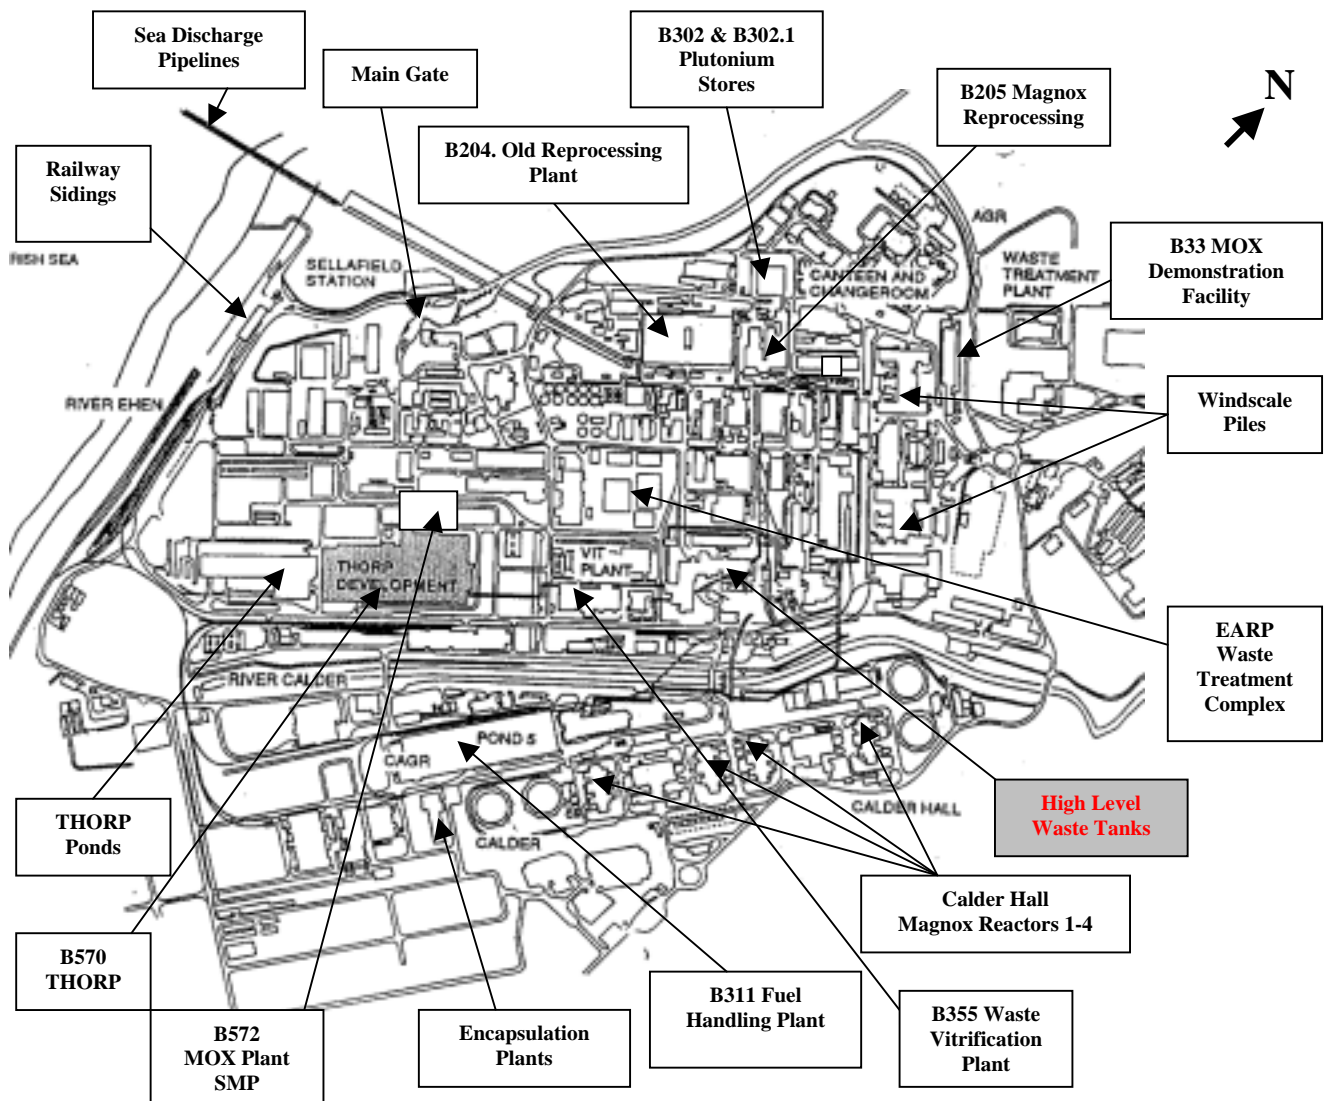 Sea Discharge
Pipelines
Main Gate
B302 & B302.1
Plutonium
Stores
B205 Magnox
Reprocessing
N
B204. Old Reprocessing
Plant
Railway
Sidings
AGR
RISH SEA
SELLAFIELD
STATION
CANTEEN AND
CHANGEROOM
WASTE
TREATMENT
PLANT
B33 MOX
Demonstration
Facility
RIVER EHEN
Windscale
Piles
THORP
DEVELOPMENT
VIT
PLANT
EARP
Waste
Treatment
Complex
RIVER CALDER
POND 5
CAGR
CALDER HALL
CALDER
High Level
Waste Tanks
THORP
Ponds
Calder Hall
Magnox Reactors 1-4
B570
THORP
B311 Fuel
Handling Plant
B355 Waste
Vitrification
Plant
B572
MOX Plant
SMP
Encapsulation
Plants